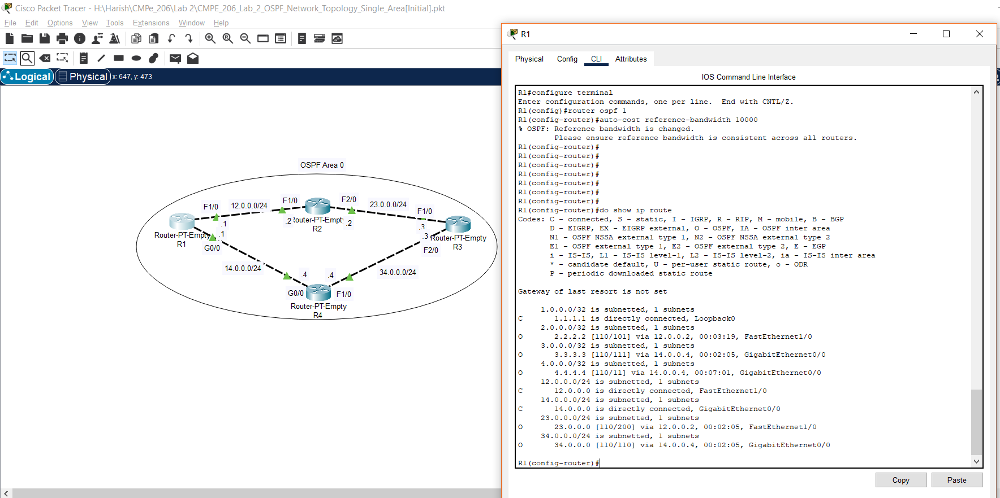 Cisco Packet Tracer - H:\Harish\CMPe_206\Lab 2\CMPE_206_Lab_2_OSPF_Network_Topology_Single_Area[Initial].pkt
File Edit Options View Tools Extensions Window Help
Logical Physical x: 647, y: 473
OSPF Area 0
F1/0 12.0.0.0/24 F1/0 F2/0 23.0.0.0/24 F1/0
.1 .2 Router-PT-Empty .2 .3
R2
Router-PT-Empty .1 .3 Router-PT-Empty
R1 R3
G0/0 F2/0
14.0.0.0/24 34.0.0.0/24
.4 .4
G0/0 F1/0
Router-PT-Empty
R4
R1
Physical Config CLI Attributes
IOS Command Line Interface
R1#configure terminal
Enter configuration commands, one per line.  End with CNTL/Z.
R1(config)#router ospf 1
R1(config-router)#auto-cost reference-bandwidth 10000
% OSPF: Reference bandwidth is changed.
        Please ensure reference bandwidth is consistent across all routers.
R1(config-router)#
R1(config-router)#
R1(config-router)#
R1(config-router)#
R1(config-router)#
R1(config-router)#
R1(config-router)#
R1(config-router)#do show ip route
Codes: C - connected, S - static, I - IGRP, R - RIP, M - mobile, B - BGP
       D - EIGRP, EX - EIGRP external, O - OSPF, IA - OSPF inter area
       N1 - OSPF NSSA external type 1, N2 - OSPF NSSA external type 2
       E1 - OSPF external type 1, E2 - OSPF external type 2, E - EGP
       i - IS-IS, L1 - IS-IS level-1, L2 - IS-IS level-2, ia - IS-IS inter area
       * - candidate default, U - per-user static route, o - ODR
       P - periodic downloaded static route
Gateway of last resort is not set
     1.0.0.0/32 is subnetted, 1 subnets
C       1.1.1.1 is directly connected, Loopback0
     2.0.0.0/32 is subnetted, 1 subnets
O       2.2.2.2 [110/101] via 12.0.0.2, 00:03:19, FastEthernet1/0
     3.0.0.0/32 is subnetted, 1 subnets
O       3.3.3.3 [110/111] via 14.0.0.4, 00:02:05, GigabitEthernet0/0
     4.0.0.0/32 is subnetted, 1 subnets
O       4.4.4.4 [110/11] via 14.0.0.4, 00:07:01, GigabitEthernet0/0
     12.0.0.0/24 is subnetted, 1 subnets
C       12.0.0.0 is directly connected, FastEthernet1/0
     14.0.0.0/24 is subnetted, 1 subnets
C       14.0.0.0 is directly connected, GigabitEthernet0/0
     23.0.0.0/24 is subnetted, 1 subnets
O       23.0.0.0 [110/200] via 12.0.0.2, 00:02:05, FastEthernet1/0
     34.0.0.0/24 is subnetted, 1 subnets
O       34.0.0.0 [110/110] via 14.0.0.4, 00:02:05, GigabitEthernet0/0
R1(config-router)#
Copy Paste